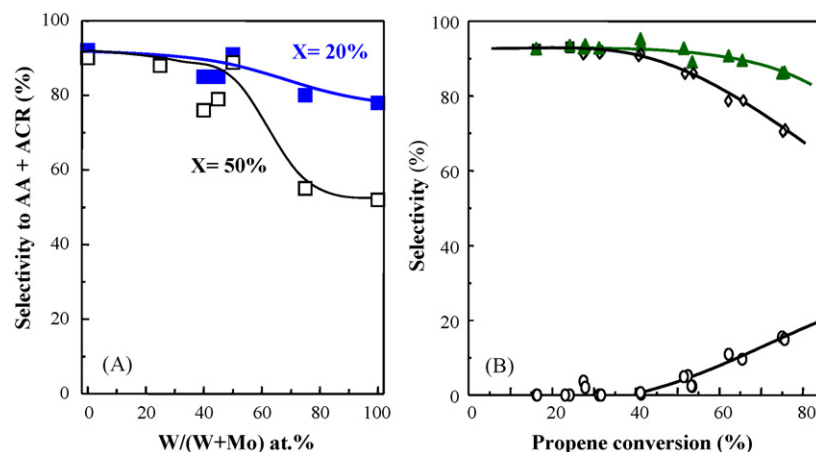 100
80
60
40
20
0
Selectivity to AA + ACR (%)
X= 20%
X= 50%
(A)
0 20 40 60 80 100
W/(W+Mo) at.%
100
80
60
40
20
0
Selectivity (%)
(B)
0 20 40 60 80
Propene conversion (%)